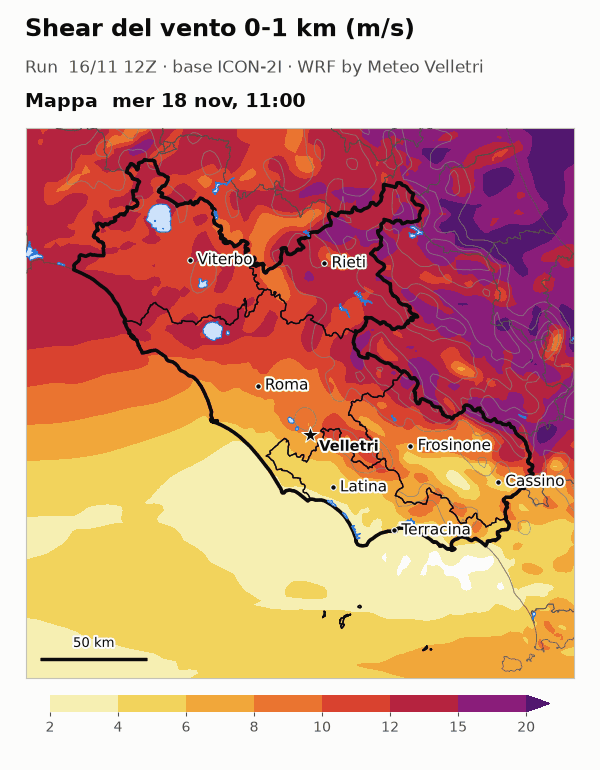 Shear del vento 0-1 km (m/s)
Run 16/11 12Z · base ICON-2I · WRF by Meteo Velletri
Mappa mer 18 nov, 11:00
Viterbo
Rieti
Roma
Velletri
Frosinone
Latina
Cassino
Terracina
50 km
2 4 6 8 10 12 15 20